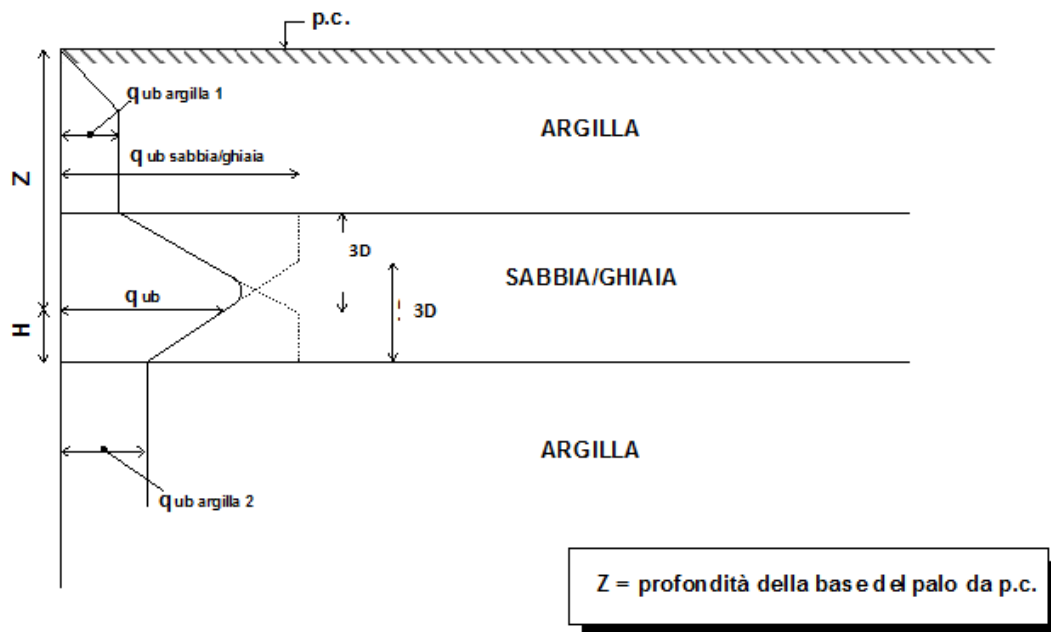 p.c.
q ub argilla 1
ARGILLA
q ub sabbia/ghiaia
Z
3D
SABBIA/GHIAIA
q ub
3D
H
ARGILLA
q ub argilla 2
Z = profondità della base del palo da p.c.